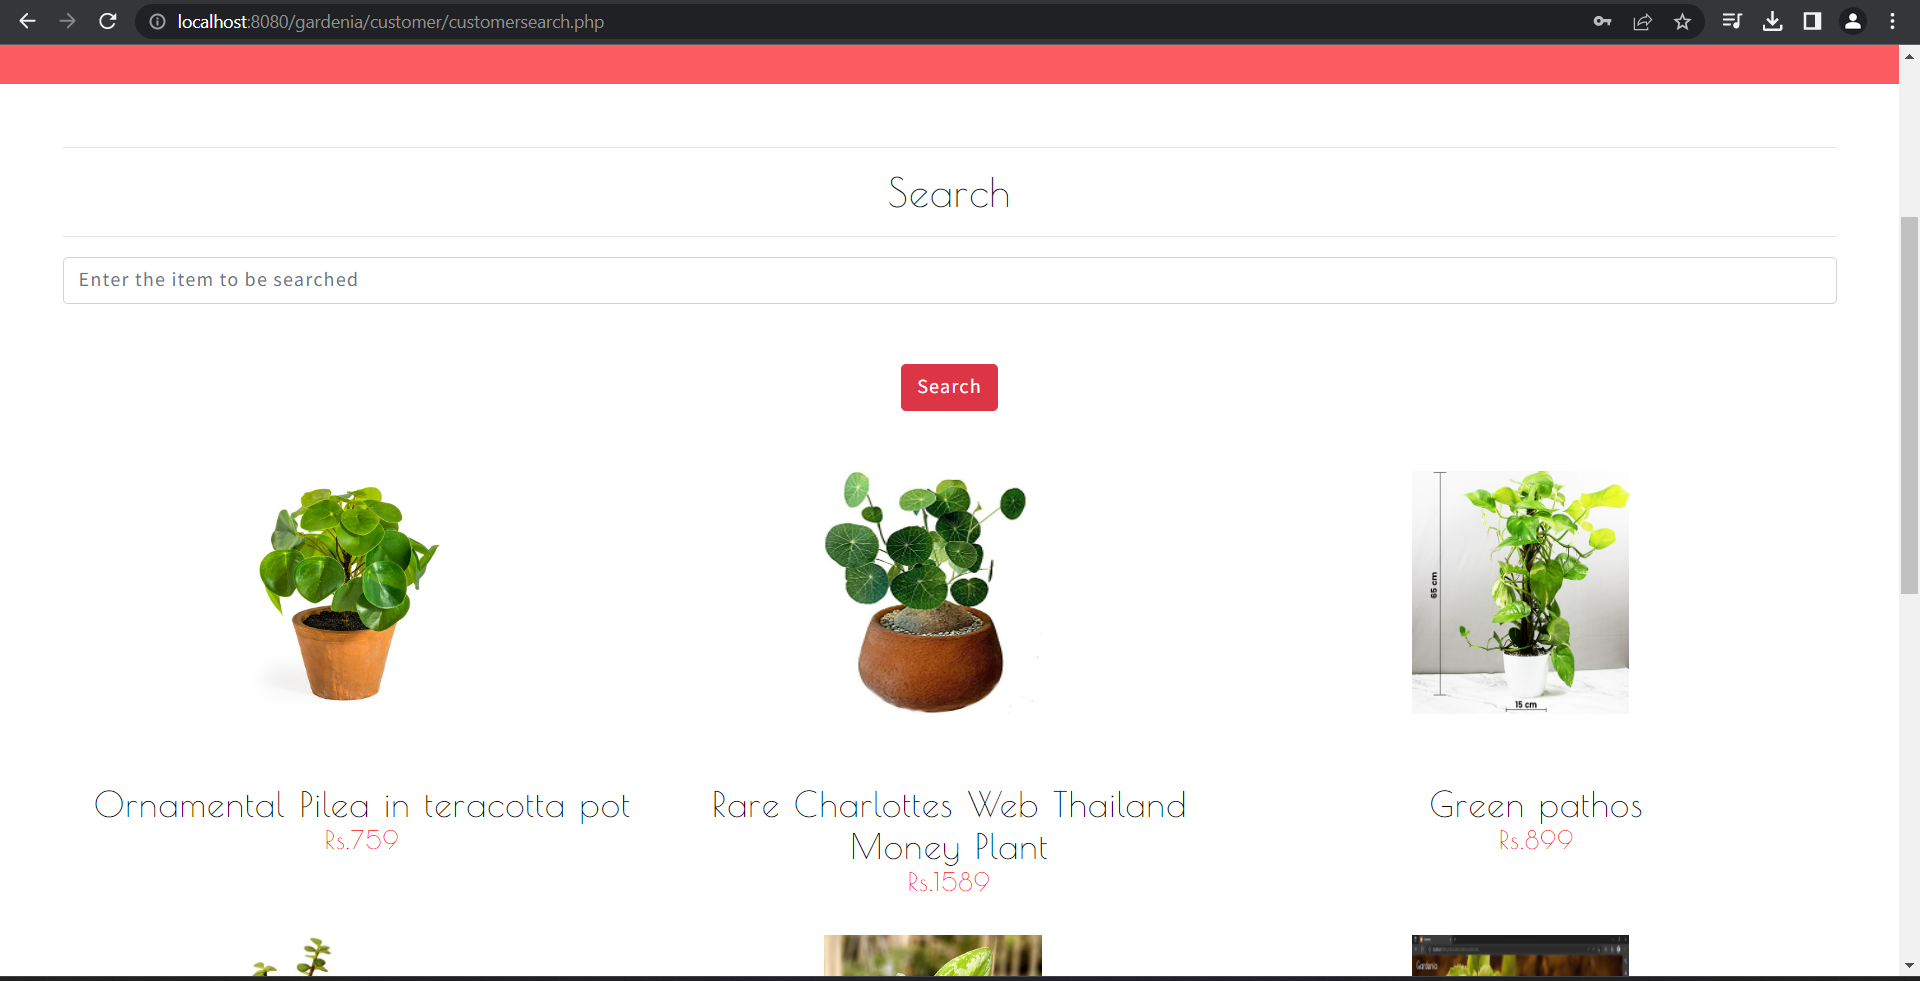 localhost:8080/gardenia/customer/customersearch.php
Search
Enter the item to be searched
Search
65 cm
15 cm
Ornamental Pilea in teracotta pot
Rs.759
Rare Charlottes Web Thailand
Money Plant
Rs.1589
Green pathos
Rs.899
Gardenia